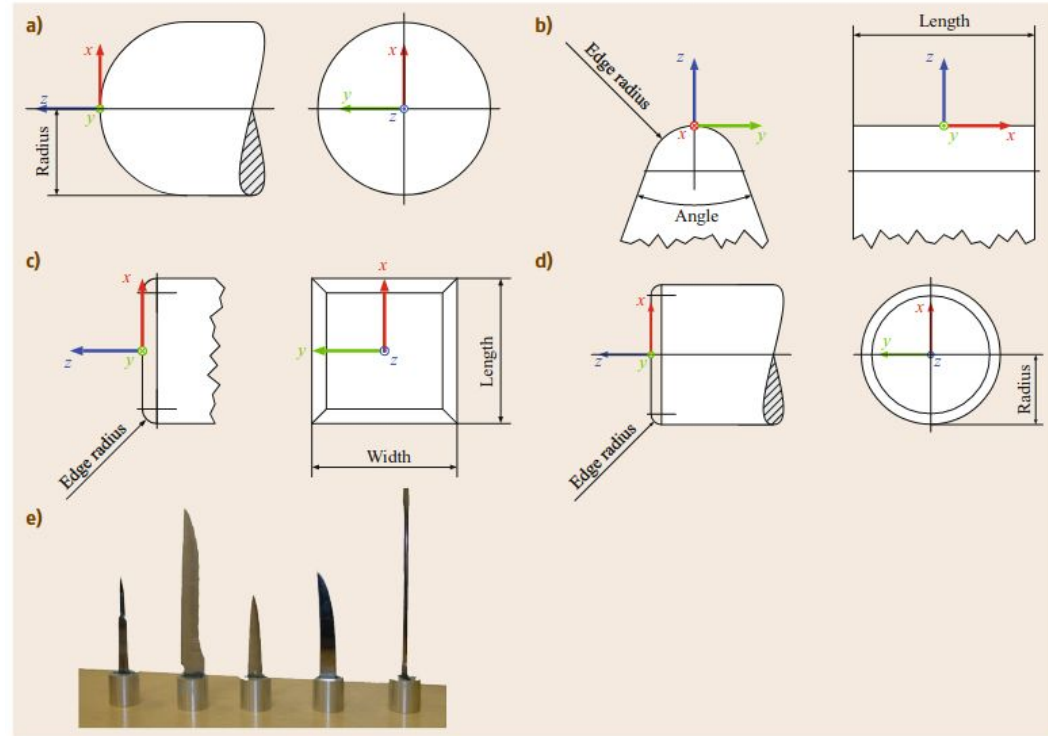 a)
x
z
y
Radius
x
y
z
b)
Edge radius
z
x
y
Angle
Length
z
y
x
c)
x
z
y
Edge radius
x
y
z
Length
Width
d)
x
z
y
Edge radius
x
y
z
Radius
e)